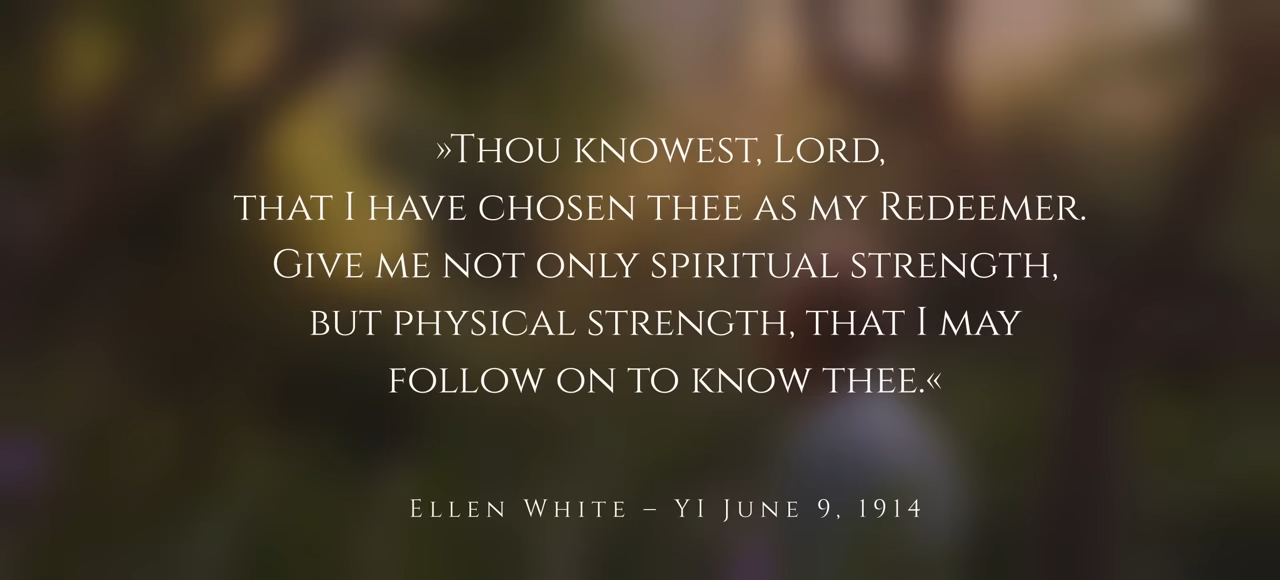 »Thou knowest, Lord,
that I have chosen thee as my Redeemer.
Give me not only spiritual strength,
but physical strength, that I may
follow on to know thee.«
Ellen White – YI June 9, 1914